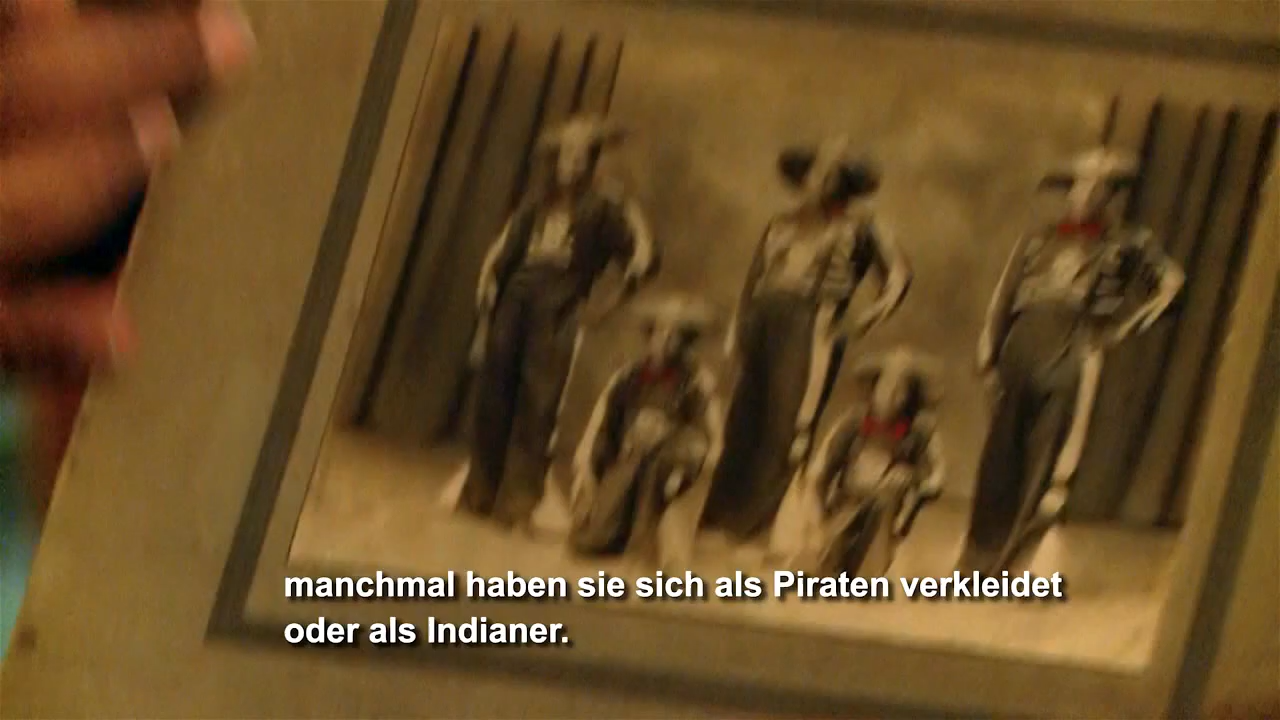 manchmal haben sie sich als Piraten verkleidet
oder als Indianer.